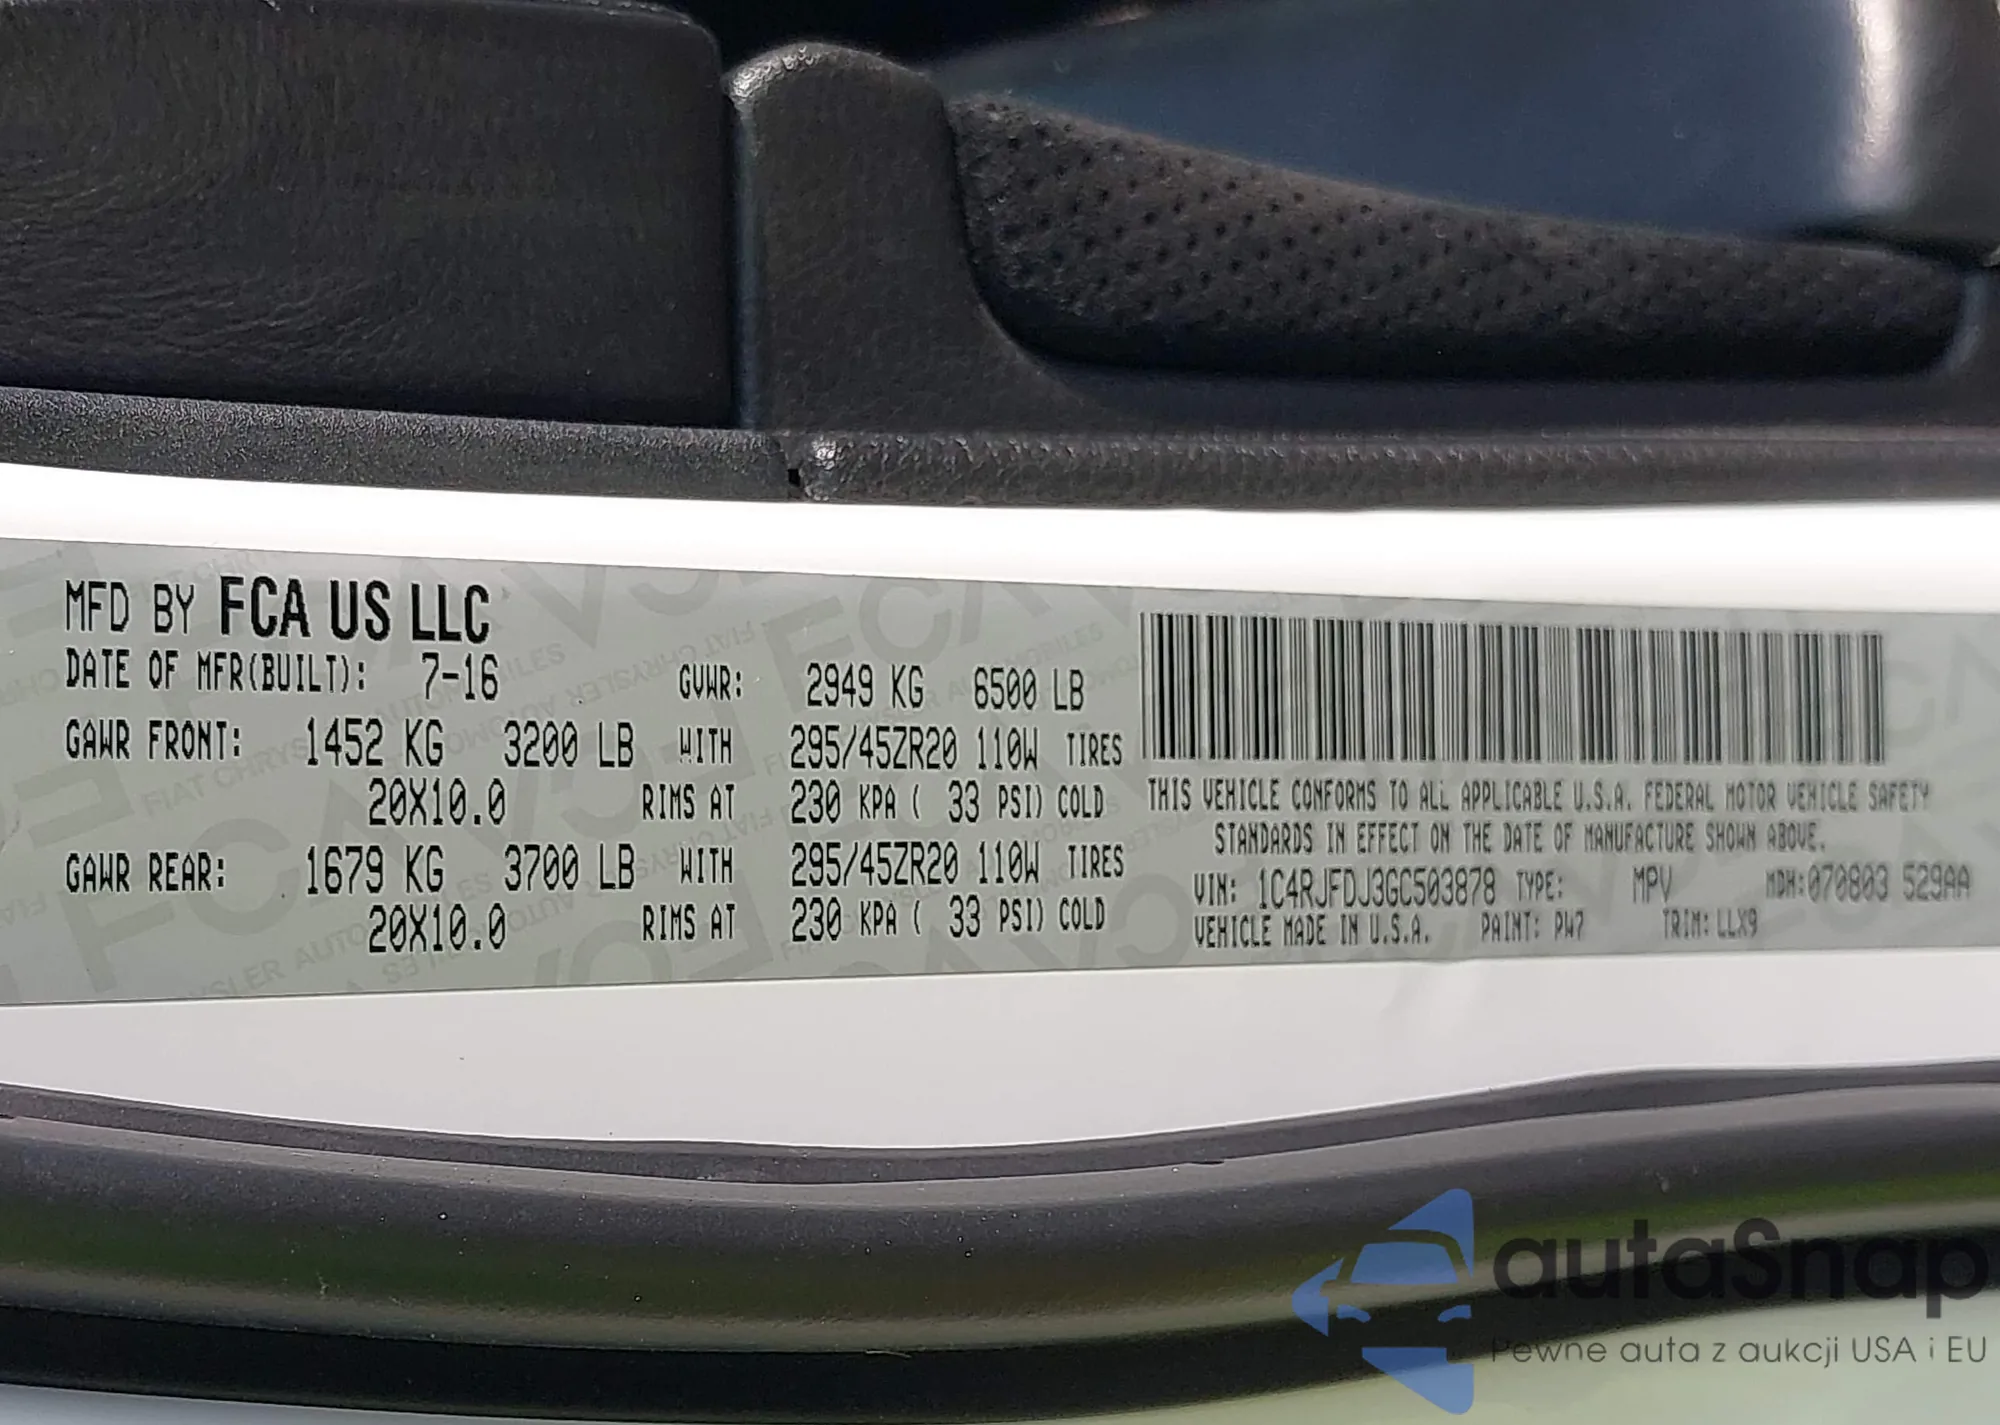 MFD BY FCA US LLC
DATE OF MFR(BUILT): 7-16 GVWR: 2949 KG 6500 LB
GAWR FRONT: 1452 KG 3200 LB WITH 295/45ZR20 110W TIRES
20X10.0 RIMS AT 230 KPA ( 33 PSI) COLD
GAWR REAR: 1679 KG 3700 LB WITH 295/45ZR20 110W TIRES
20X10.0 RIMS AT 230 KPA ( 33 PSI) COLD
THIS VEHICLE CONFORMS TO ALL APPLICABLE U.S.A. FEDERAL MOTOR VEHICLE SAFETY
STANDARDS IN EFFECT ON THE DATE OF MANUFACTURE SHOWN ABOVE.
VIN: 1C4RJFDJ3GC503878 TYPE: MPV MDH:070803 529AA
VEHICLE MADE IN U.S.A. PAINT: PW7 TRIM: LLX9
autaSnap
Pewne auta z aukcji USA i EU